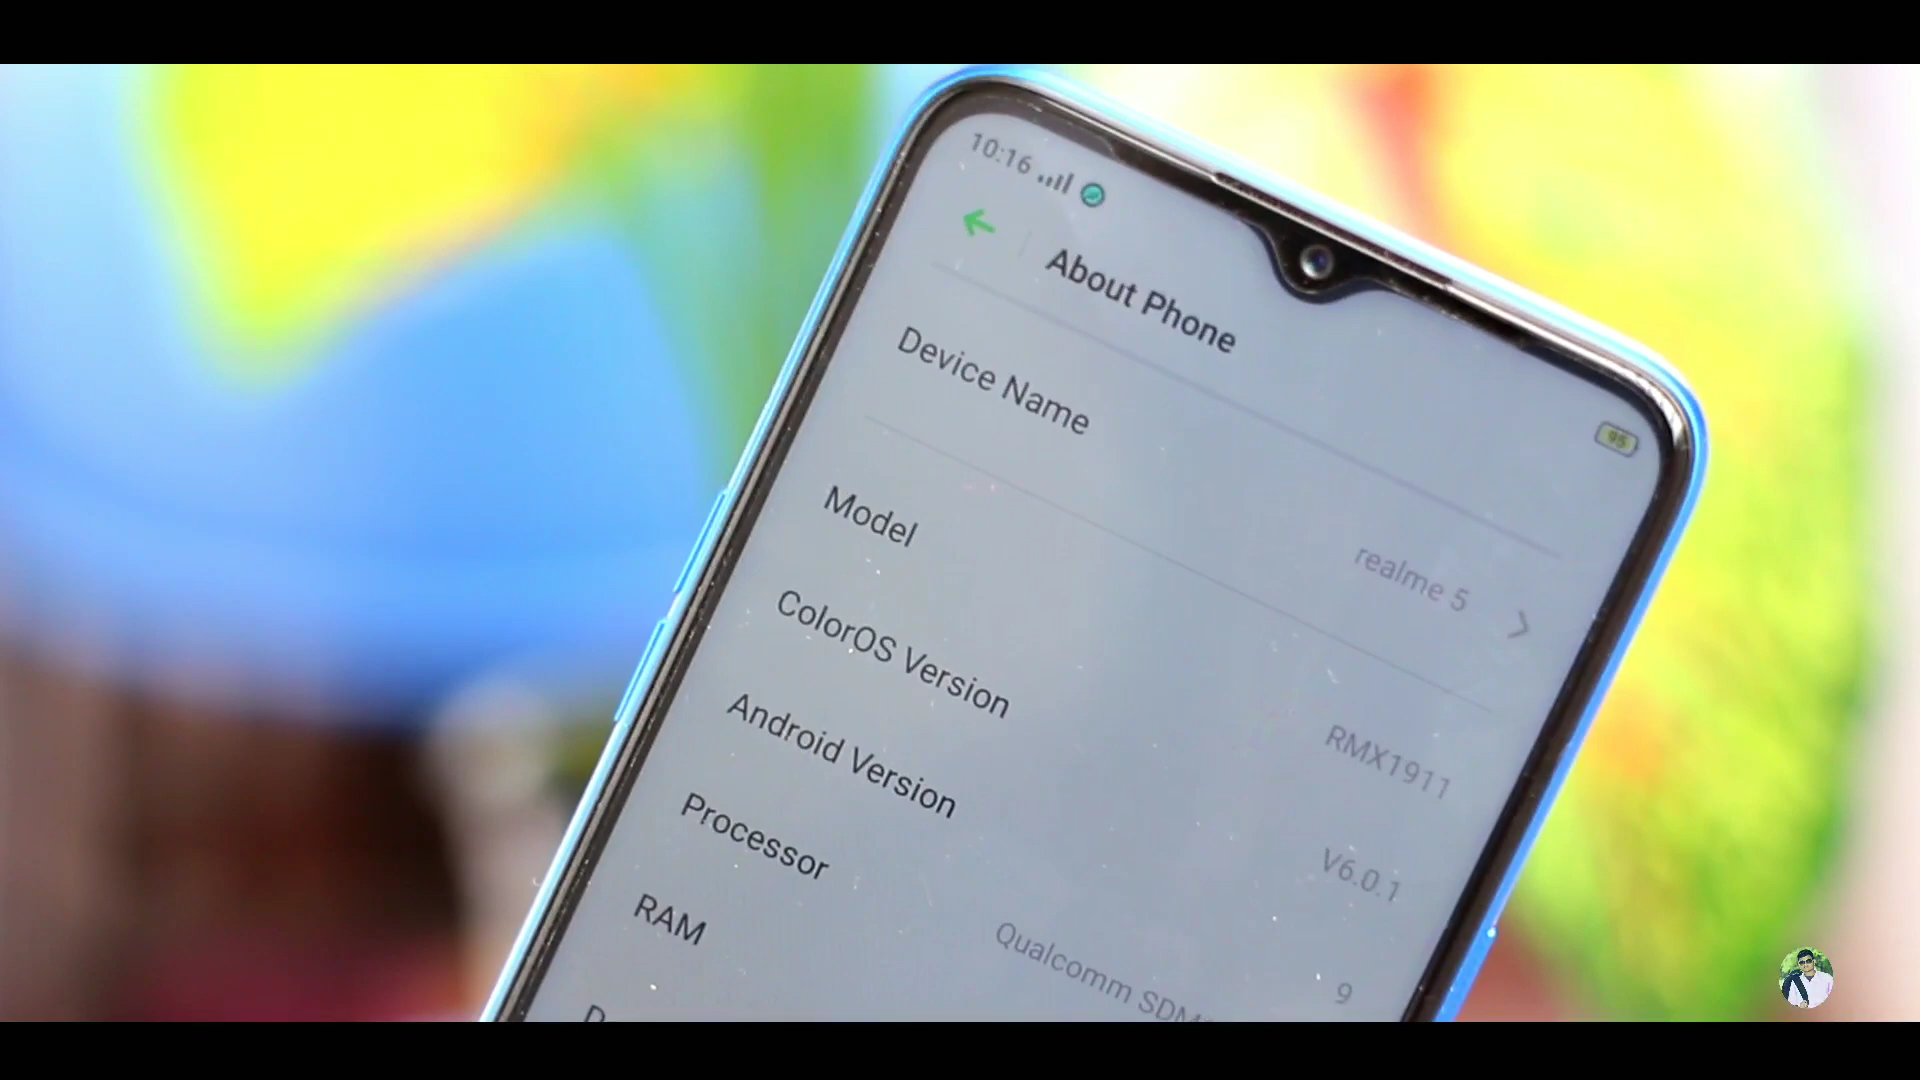 10:16
95
About Phone
Device Name
realme 5
Model
RMX1911
ColorOS Version
V6.0.1
Android Version
9
Processor
Qualcomm
RAM